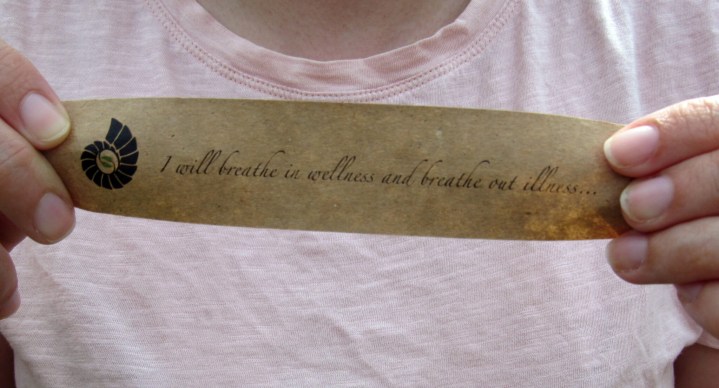 I will breathe in wellness and breathe out illness...